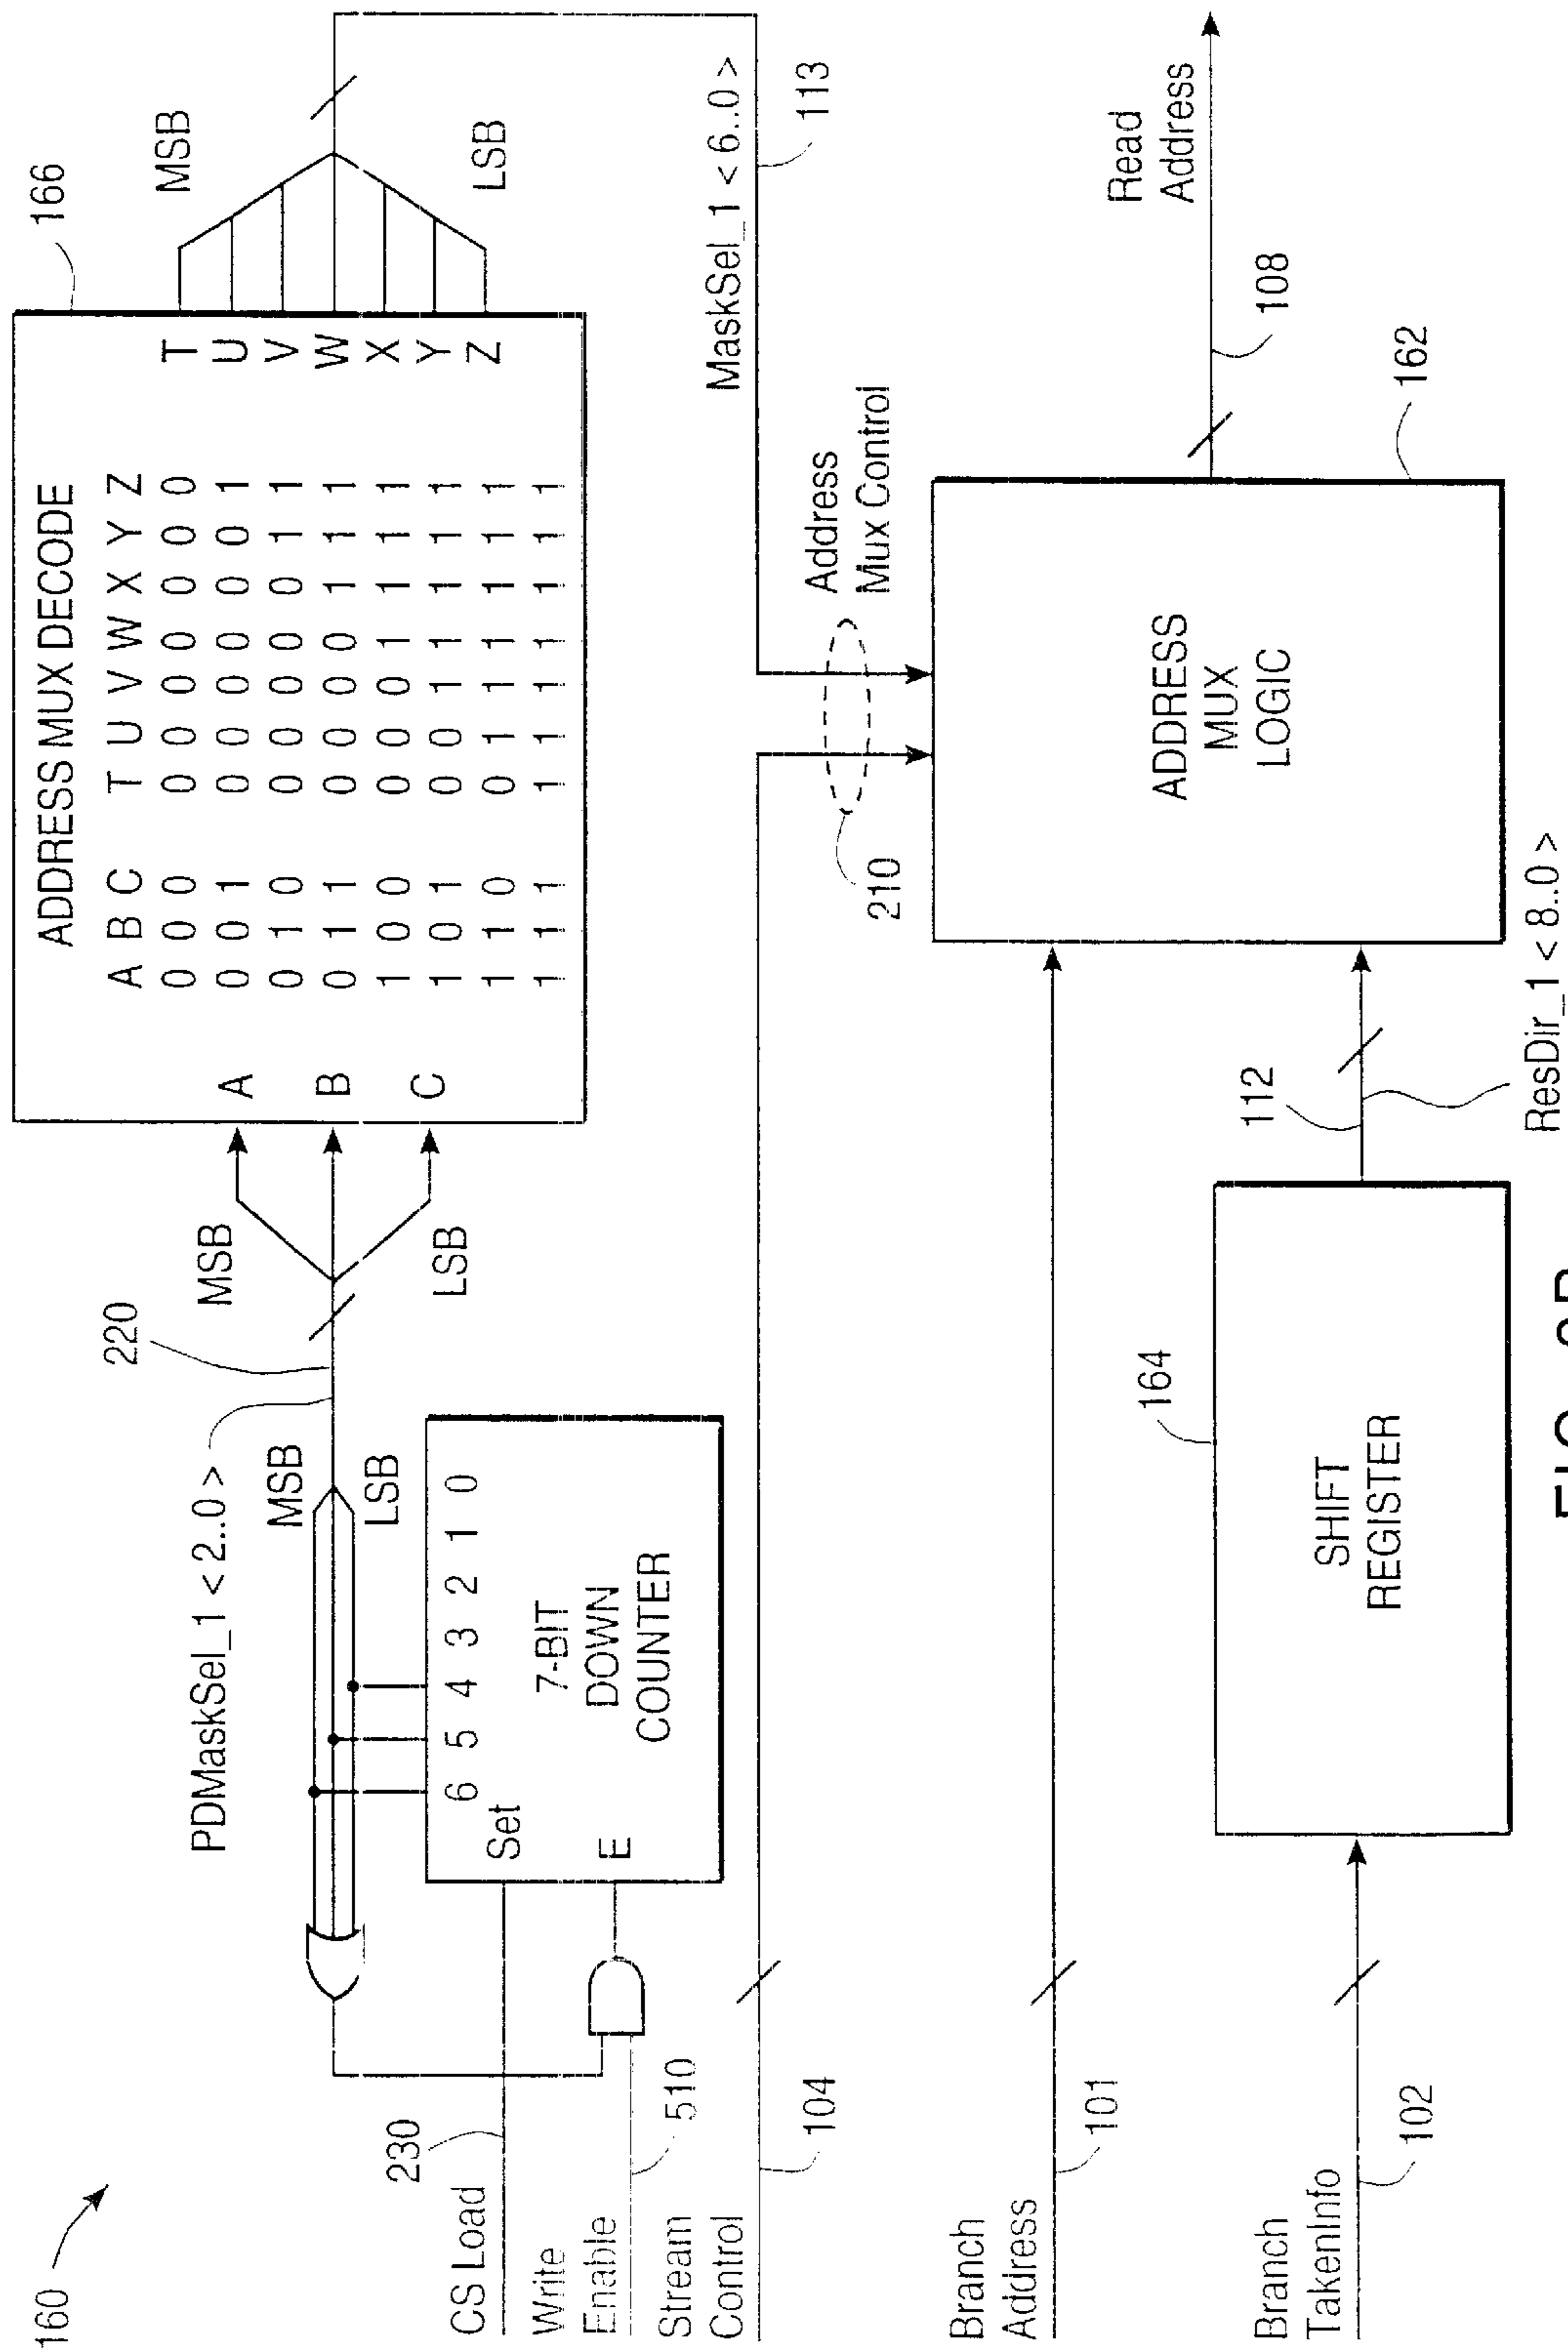 160
CS Load
230
Write
Enable
510
Stream
Control
104
Branch
Address
101
Branch
TakenInfo
102
PDMaskSel_1 < 2..0 >
220
MSB
LSB
Set
E
6 5 4 3 2 1 0
7-BIT
DOWN
COUNTER
MSB
LSB
166
ADDRESS MUX DECODE
A
B
C
A B C T U V W X Y Z
0 0 0 0 0 0 0 0 0 0
0 0 1 0 0 0 0 0 0 1
0 1 0 0 0 0 0 0 1 1
0 1 1 0 0 0 0 1 1 1
1 0 0 0 0 0 1 1 1 1
1 0 1 0 0 1 1 1 1 1
1 1 0 0 1 1 1 1 1 1
1 1 1 1 1 1 1 1 1 1
T
U
V
W
X
Y
Z
MSB
LSB
MaskSel_1 < 6..0 >
113
Address
Mux Control
210
ADDRESS
MUX
LOGIC
162
Read
Address
108
164
SHIFT
REGISTER
112
ResDir_1 < 8..0 >